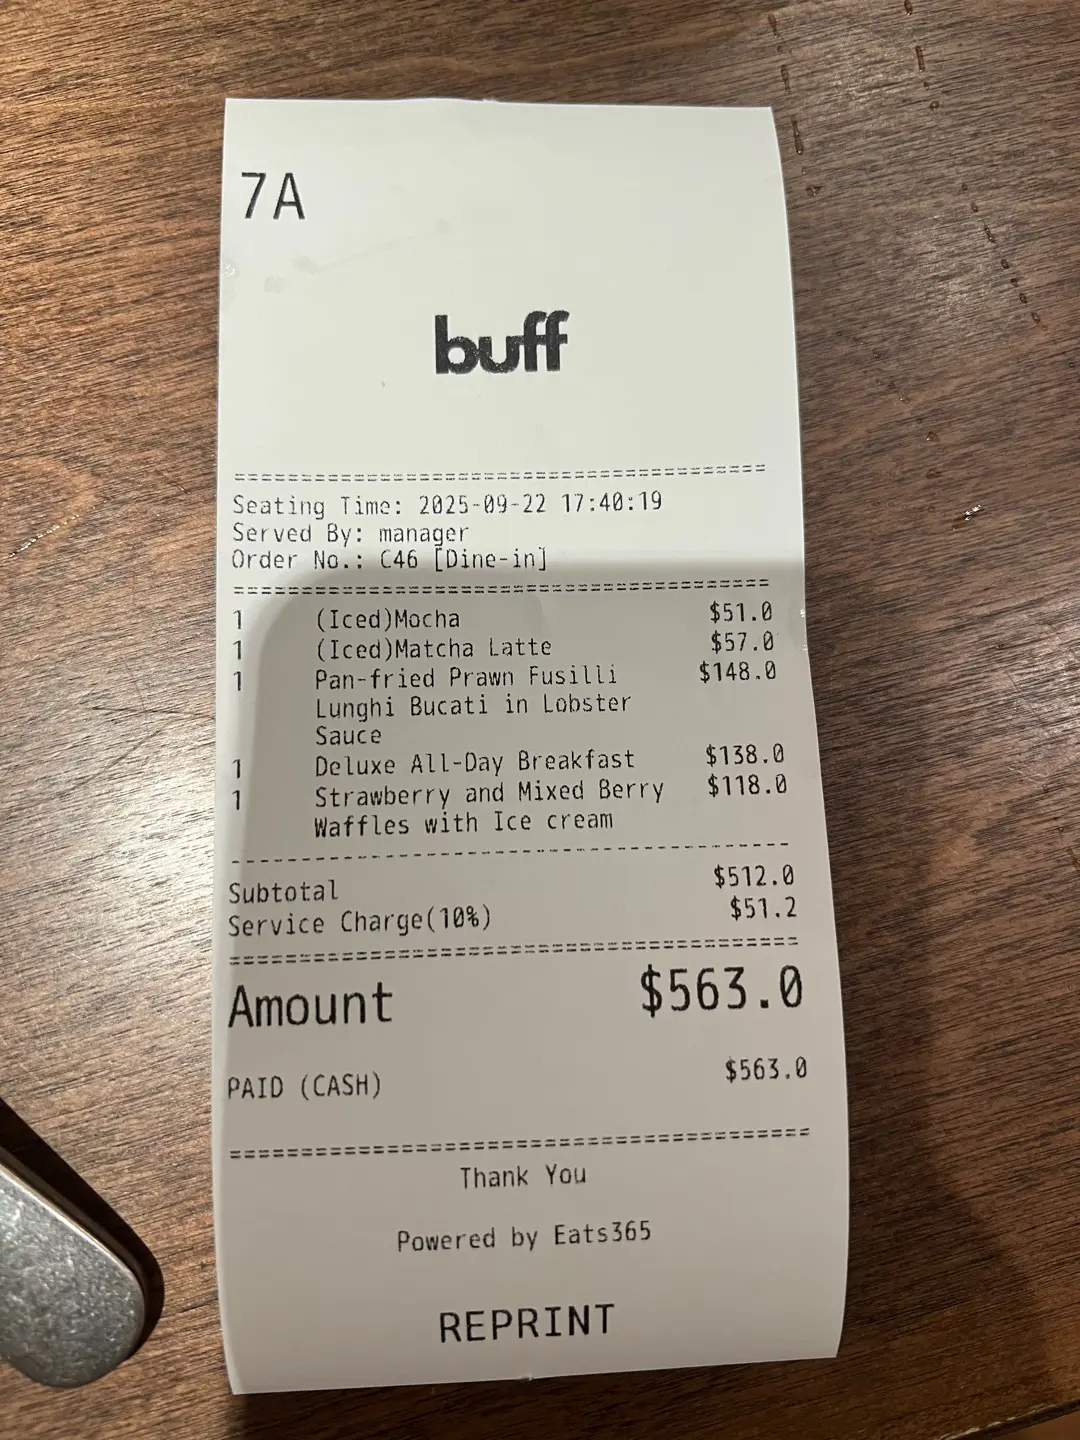 7A
buff
=========================================
Seating Time: 2025-09-22 17:40:19
Served By: manager
Order No.: C46 [Dine-in]
=========================================
1 (Iced)Mocha $51.0
1 (Iced)Matcha Latte $57.0
1 Pan-fried Prawn Fusilli $148.0
Lunghi Bucati in Lobster
Sauce
1 Deluxe All-Day Breakfast $138.0
1 Strawberry and Mixed Berry $118.0
Waffles with Ice cream
-----------------------------------------
Subtotal $512.0
Service Charge(10%) $51.2
=========================================
Amount $563.0
PAID (CASH) $563.0
=========================================
Thank You
Powered by Eats365
REPRINT